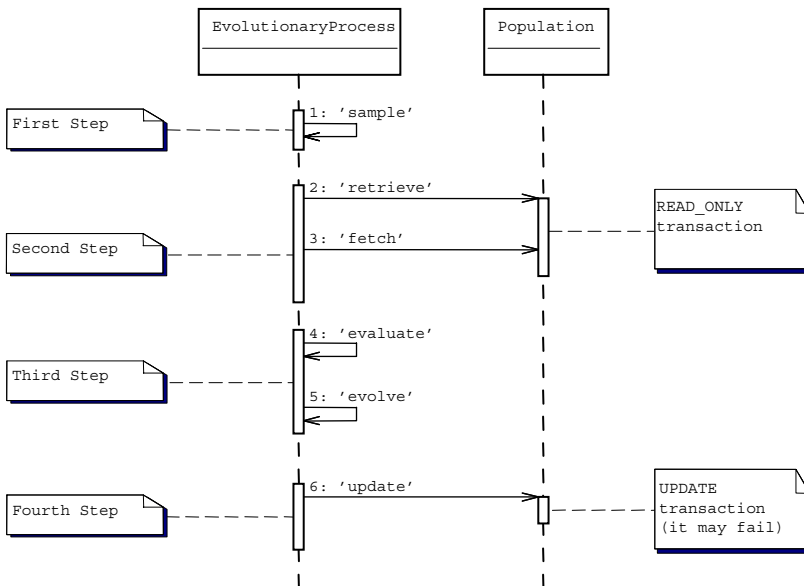 EvolutionaryProcess
Population
1: 'sample'
First Step
2: 'retrieve'
READ_ONLY
transaction
3: 'fetch'
Second Step
4: 'evaluate'
Third Step
5: 'evolve'
6: 'update'
UPDATE
transaction
(it may fail)
Fourth Step